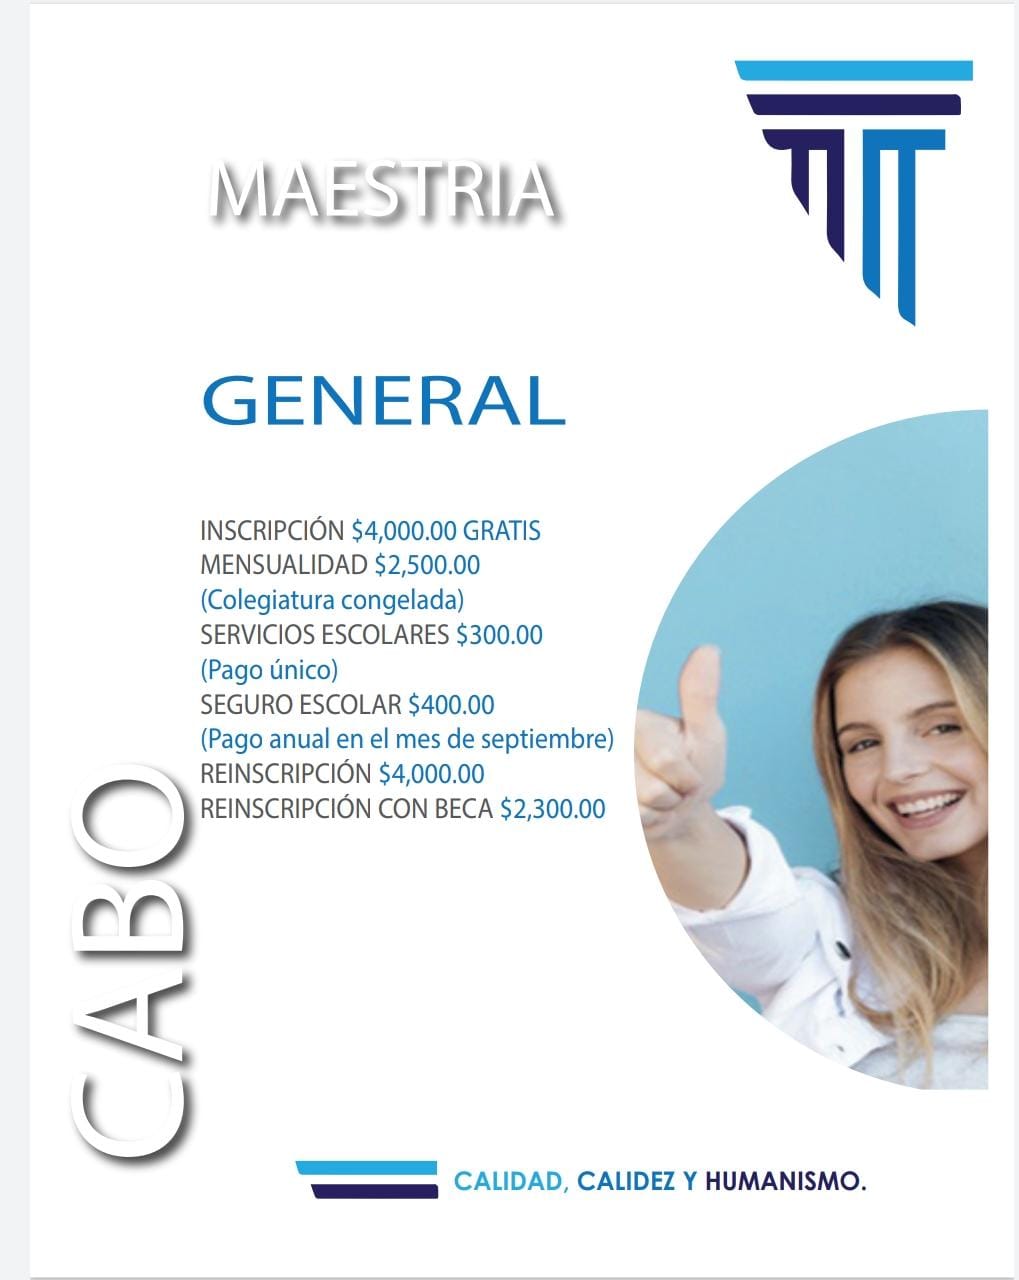 MAESTRIA
GENERAL
INSCRIPCIÓN $4,000.00 GRATIS
MENSUALIDAD $2,500.00
(Colegiatura congelada)
SERVICIOS ESCOLARES $300.00
(Pago único)
SEGURO ESCOLAR $400.00
(Pago anual en el mes de septiembre)
REINSCRIPCIÓN $4,000.00
REINSCRIPCIÓN CON BECA $2,300.00
CABO
CALIDAD, CALIDEZ Y HUMANISMO.